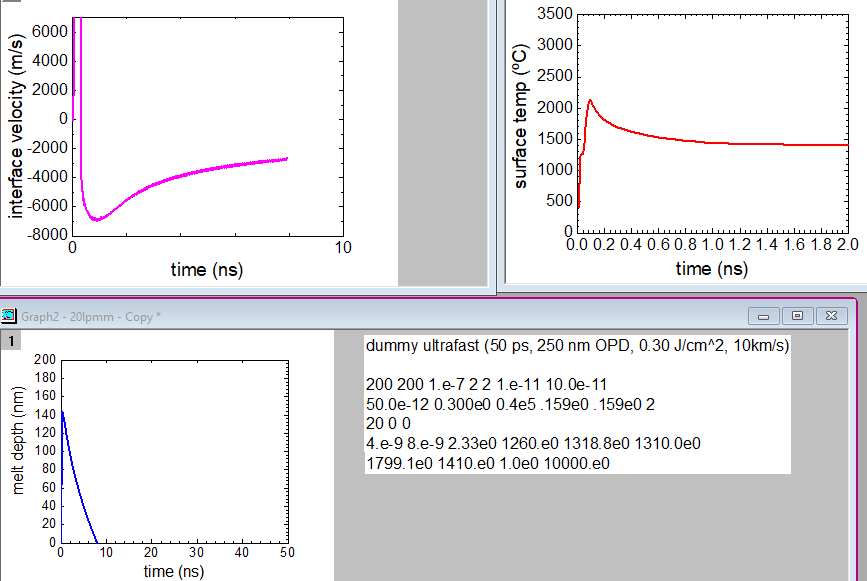 6000
4000
2000
0
-2000
-4000
-6000
-8000
interface velocity (m/s)
0 10
time (ns)
3500
3000
2500
2000
1500
1000
500
0
surface temp (ºC)
0.0 0.2 0.4 0.6 0.8 1.0 1.2 1.4 1.6 1.8 2.0
time (ns)
Graph2 - 20lpmm - Copy *
1
200
180
160
140
120
100
80
60
40
20
0
melt depth (nm)
0 10 20 30 40 50
time (ns)
dummy ultrafast (50 ps, 250 nm OPD, 0.30 J/cm^2, 10km/s)
200 200 1.e-7 2 2 1.e-11 10.0e-11
50.0e-12 0.300e0 0.4e5 .159e0 .159e0 2
20 0 0
4.e-9 8.e-9 2.33e0 1260.e0 1318.8e0 1310.0e0
1799.1e0 1410.e0 1.0e0 10000.e0